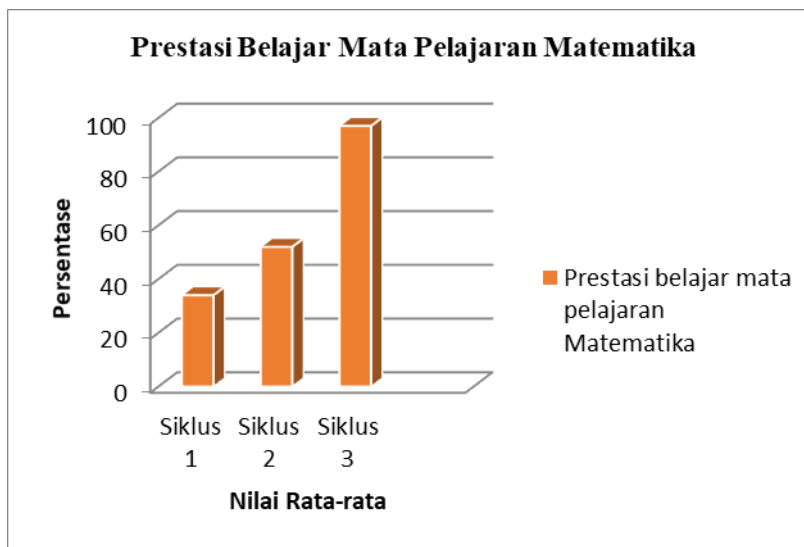 Prestasi Belajar Mata Pelajaran Matematika
100
80
60
40
20
0
Persentase
Siklus 1
Siklus 2
Siklus 3
Nilai Rata-rata
Prestasi belajar mata
pelajaran
Matematika